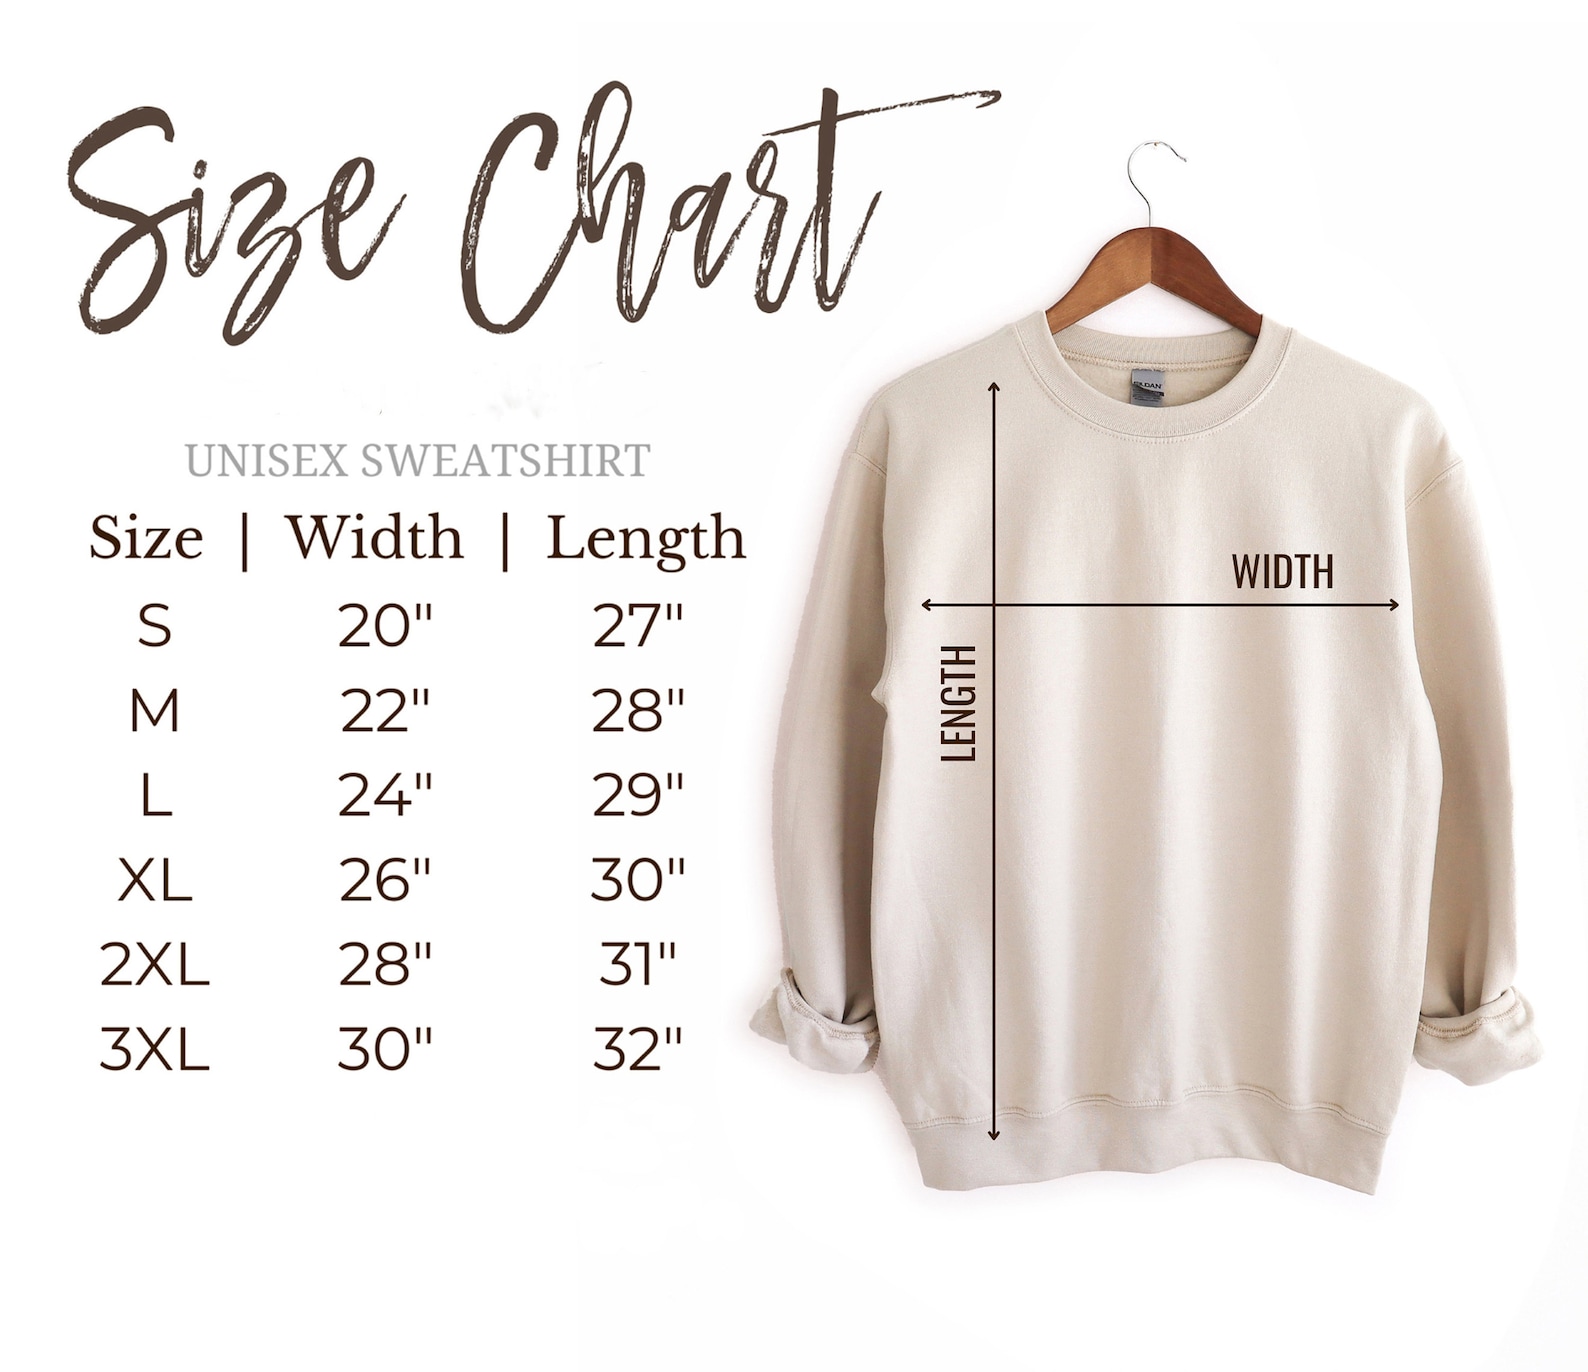 Size Chart
UNISEX SWEATSHIRT
Size | Width | Length
S 20" 27"
M 22" 28"
L 24" 29"
XL 26" 30"
2XL 28" 31"
3XL 30" 32"
GILDAN
WIDTH
LENGTH